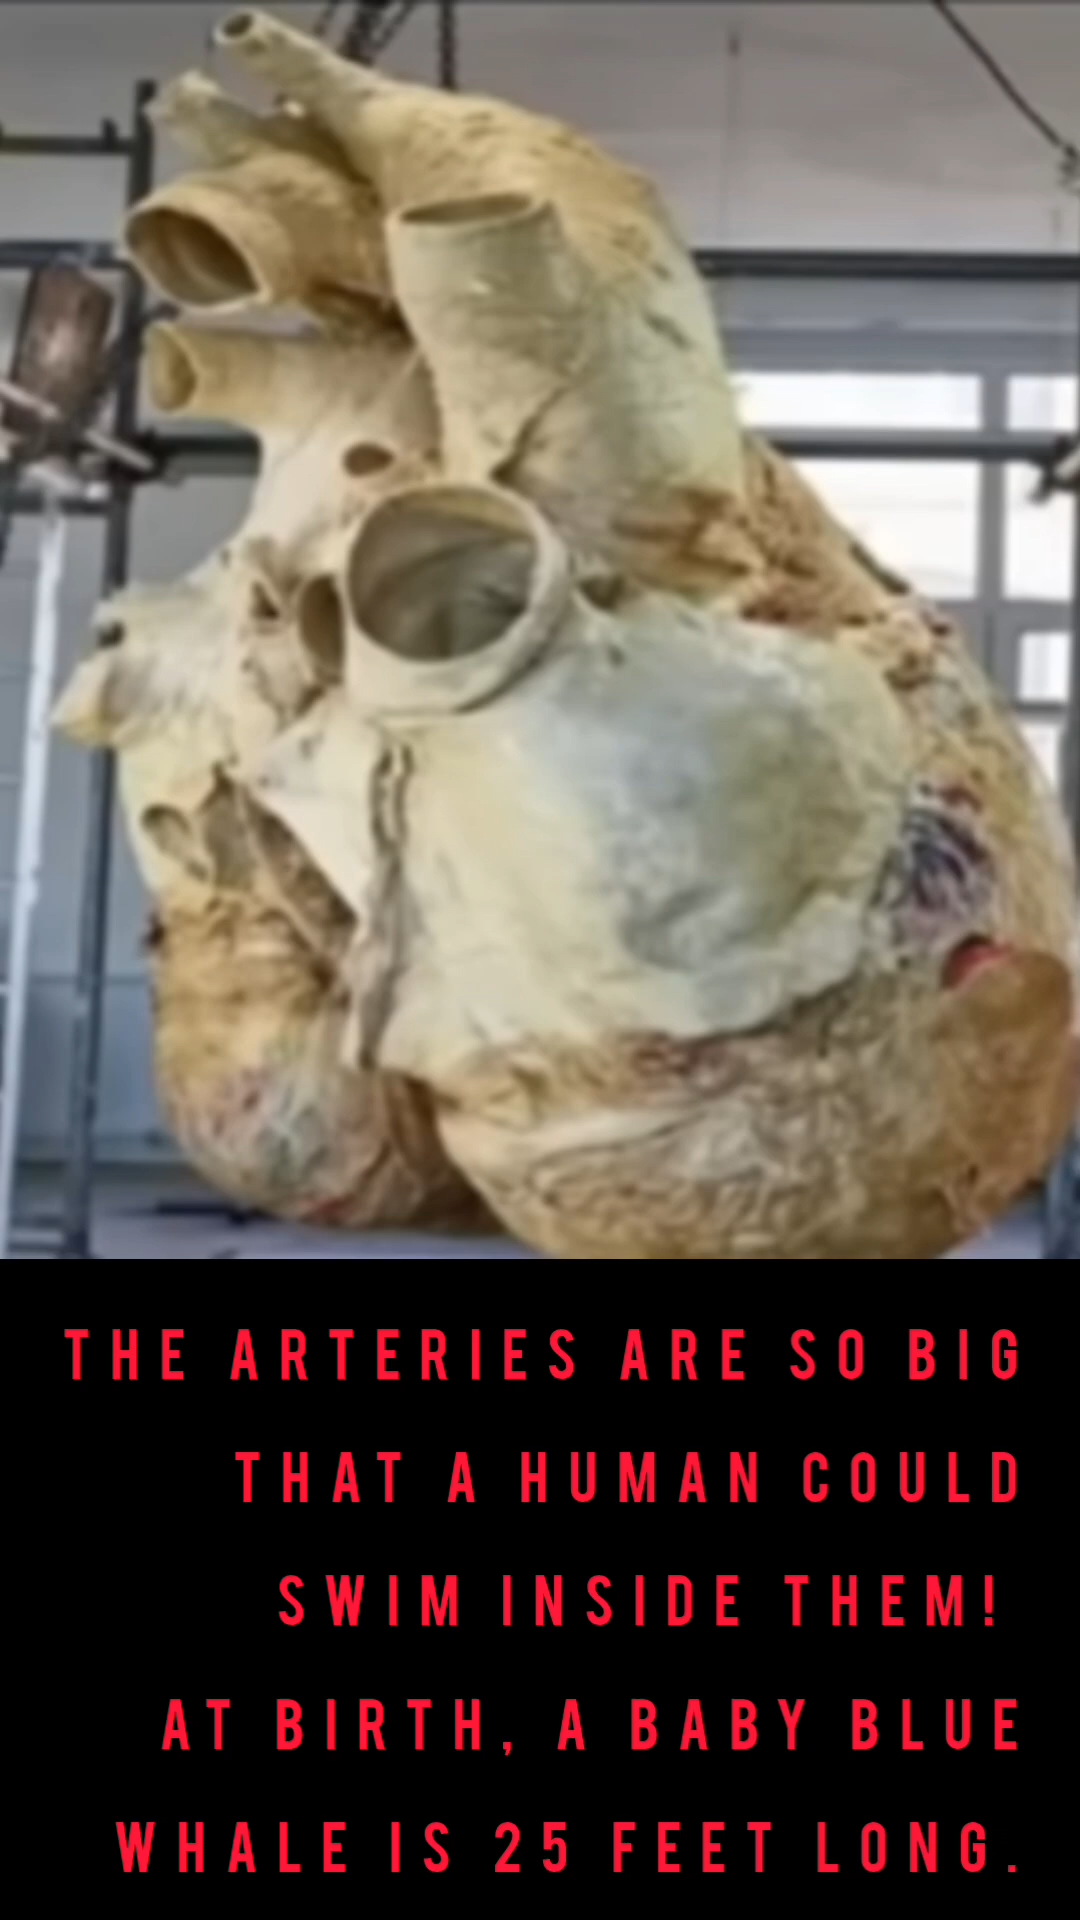 THE ARTERIES ARE SO BIG
THAT A HUMAN COULD
SWIM INSIDE THEM!
AT BIRTH, A BABY BLUE
WHALE IS 25 FEET LONG.